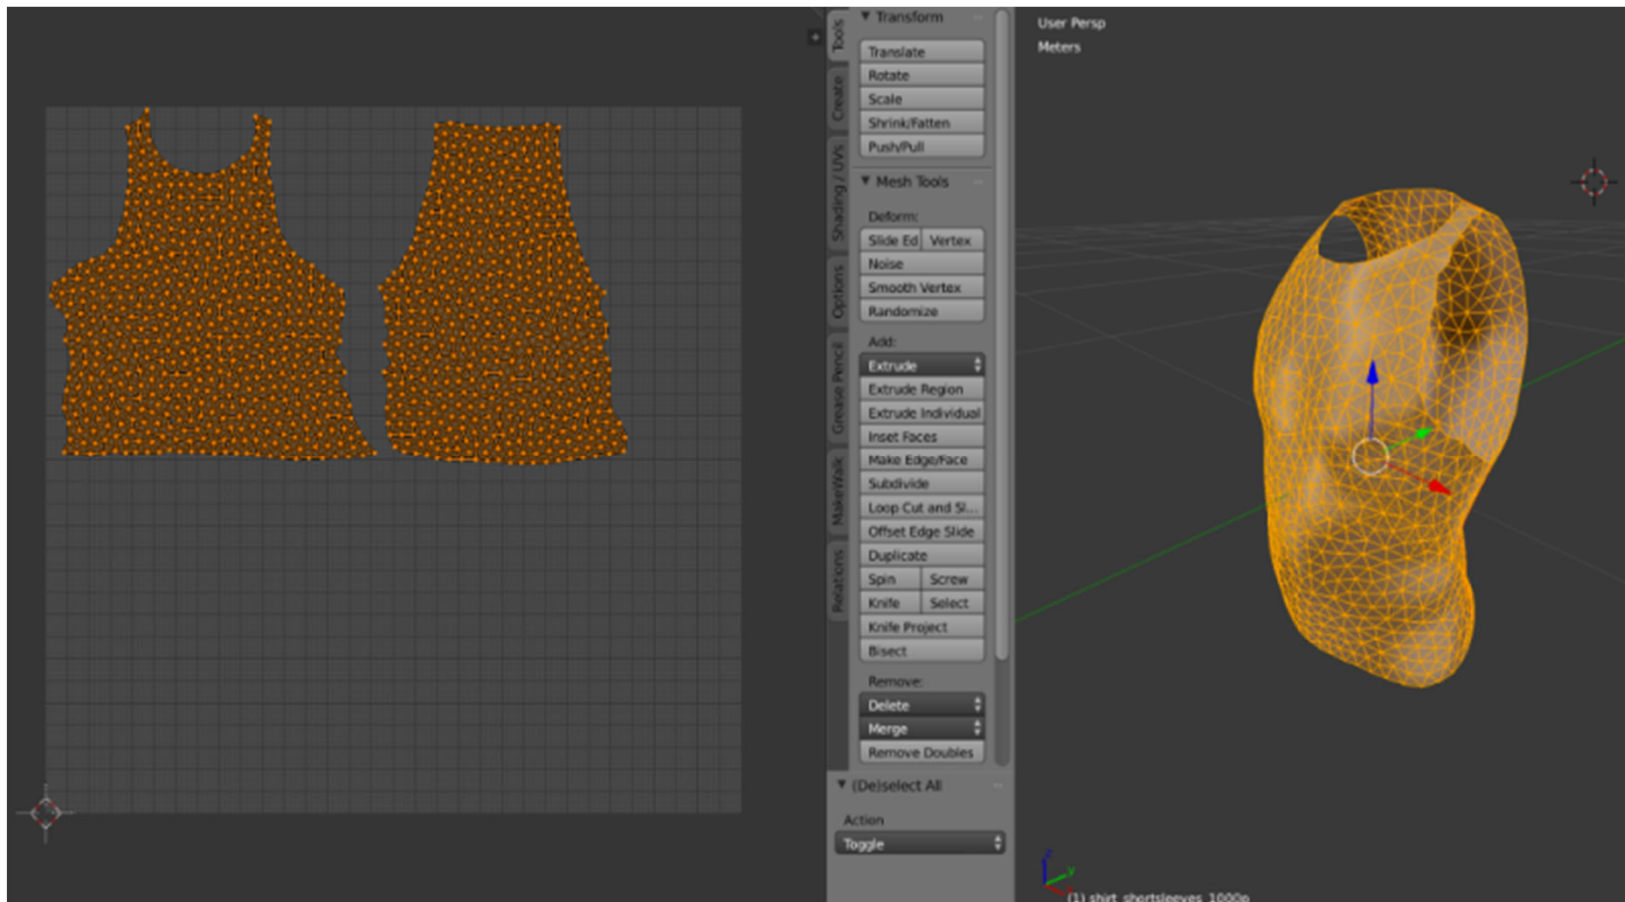 Tools
Create
Shading / UVs
Options
Grease Pencil
MakeWalk
Relations
Transform
Translate
Rotate
Scale
Shrink/Fatten
Push/Pull
Mesh Tools
Deform:
Slide Ed Vertex
Noise
Smooth Vertex
Randomize
Add:
Extrude
Extrude Region
Extrude Individual
Inset Faces
Make Edge/Face
Subdivide
Loop Cut and Sl...
Offset Edge Slide
Duplicate
Spin Screw
Knife Select
Knife Project
Bisect
Remove:
Delete
Merge
Remove Doubles
(De)select All
Action
Toggle
User Persp
Meters
z
y
(1) shirt_shortsleeves_1000p